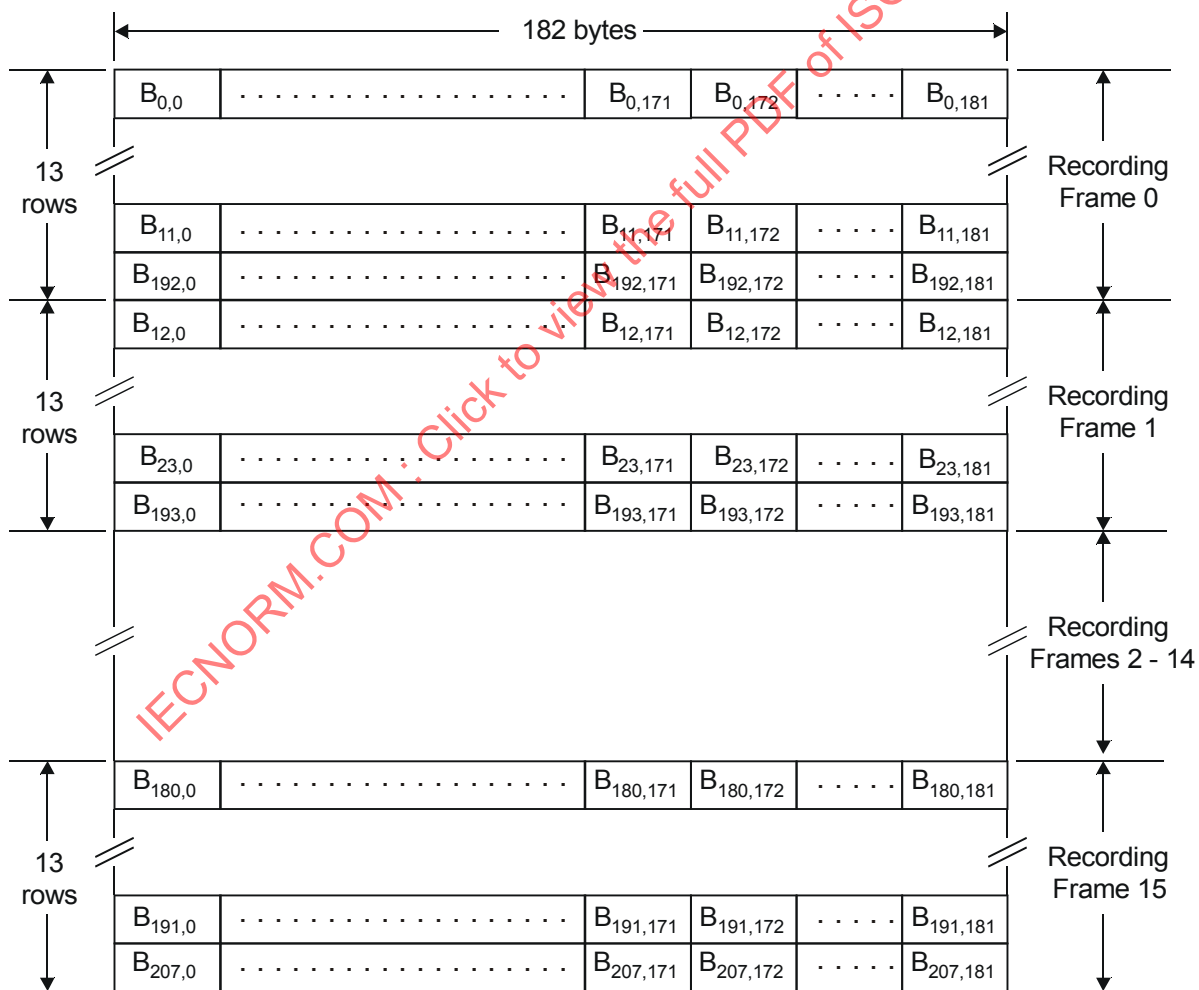 182 bytes
B0,0 . . . . . . . . . . . . . . . . . . . . B0,171 B0,172 . . . . . B0,181
13
rows
Recording
Frame 0
B11,0 . . . . . . . . . . . . . . . . . . . . B11,171 B11,172 . . . . . B11,181
B192,0 . . . . . . . . . . . . . . . . . . . . B192,171 B192,172 . . . . . B192,181
B12,0 . . . . . . . . . . . . . . . . . . . . B12,171 B12,172 . . . . . B12,181
13
rows
Recording
Frame 1
B23,0 . . . . . . . . . . . . . . . . . . . . B23,171 B23,172 . . . . . B23,181
B193,0 . . . . . . . . . . . . . . . . . . . . B193,171 B193,172 . . . . . B193,181
Recording
Frames 2 - 14
B180,0 . . . . . . . . . . . . . . . . . . . . B180,171 B180,172 . . . . . B180,181
13
rows
Recording
Frame 15
B191,0 . . . . . . . . . . . . . . . . . . . . B191,171 B191,172 . . . . . B191,181
B207,0 . . . . . . . . . . . . . . . . . . . . B207,171 B207,172 . . . . . B207,181
IECNORM.COM : Click to view the full PDF of